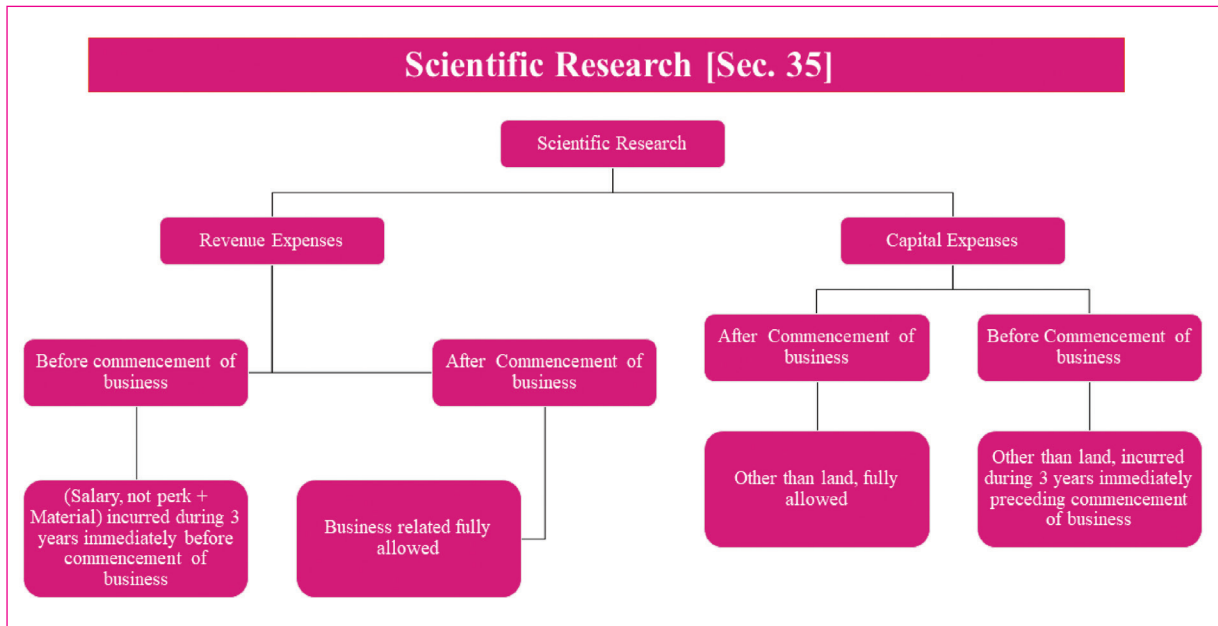 Scientific Research [Sec. 35]
Scientific Research
Revenue Expenses
Capital Expenses
Before commencement of
business
After Commencement of
business
After Commencement of
business
Before Commencement of
business
(Salary, not perk +
Material) incurred during 3
years immediately before
commencement of
business
Business related fully
allowed
Other than land, fully
allowed
Other than land, incurred
during 3 years immediately
preceding commencement
of business